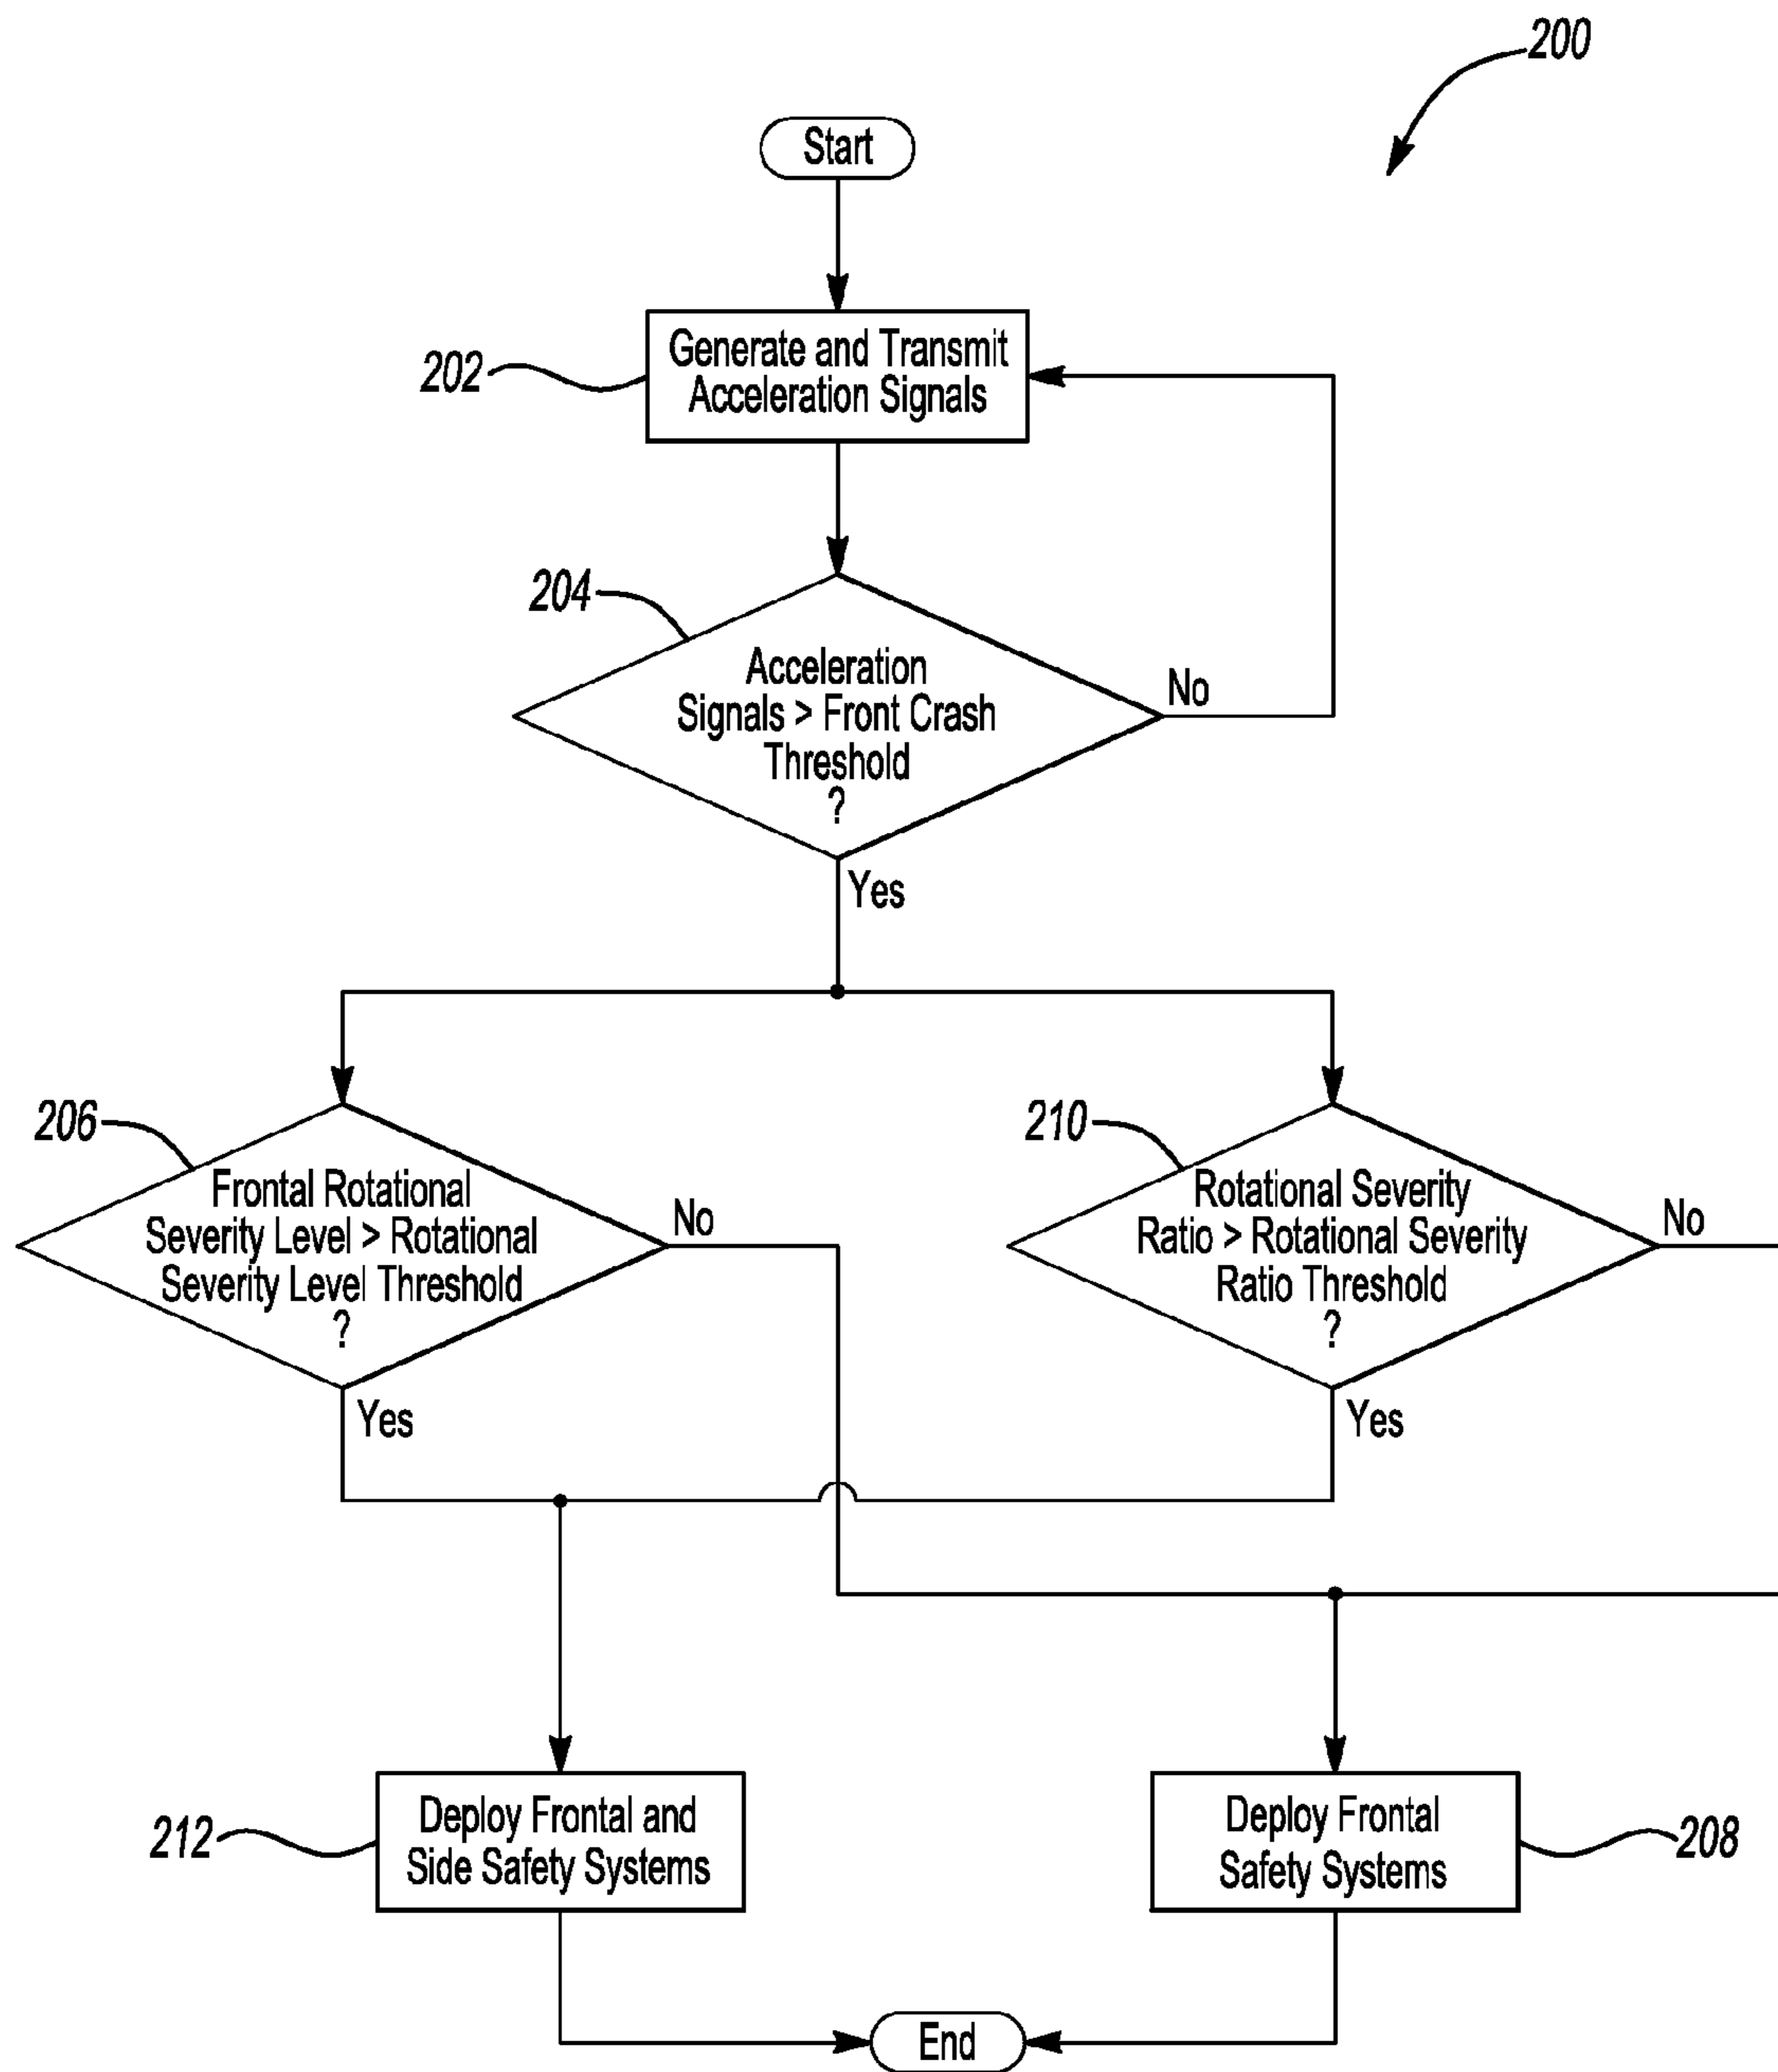 200
Start
202
Generate and Transmit
Acceleration Signals
204
Acceleration
Signals > Front Crash
Threshold
?
No
Yes
206
Frontal Rotational
Severity Level > Rotational
Severity Level Threshold
?
No
Yes
210
Rotational Severity
Ratio > Rotational Severity
Ratio Threshold
?
No
Yes
212
Deploy Frontal and
Side Safety Systems
Deploy Frontal
Safety Systems
208
End